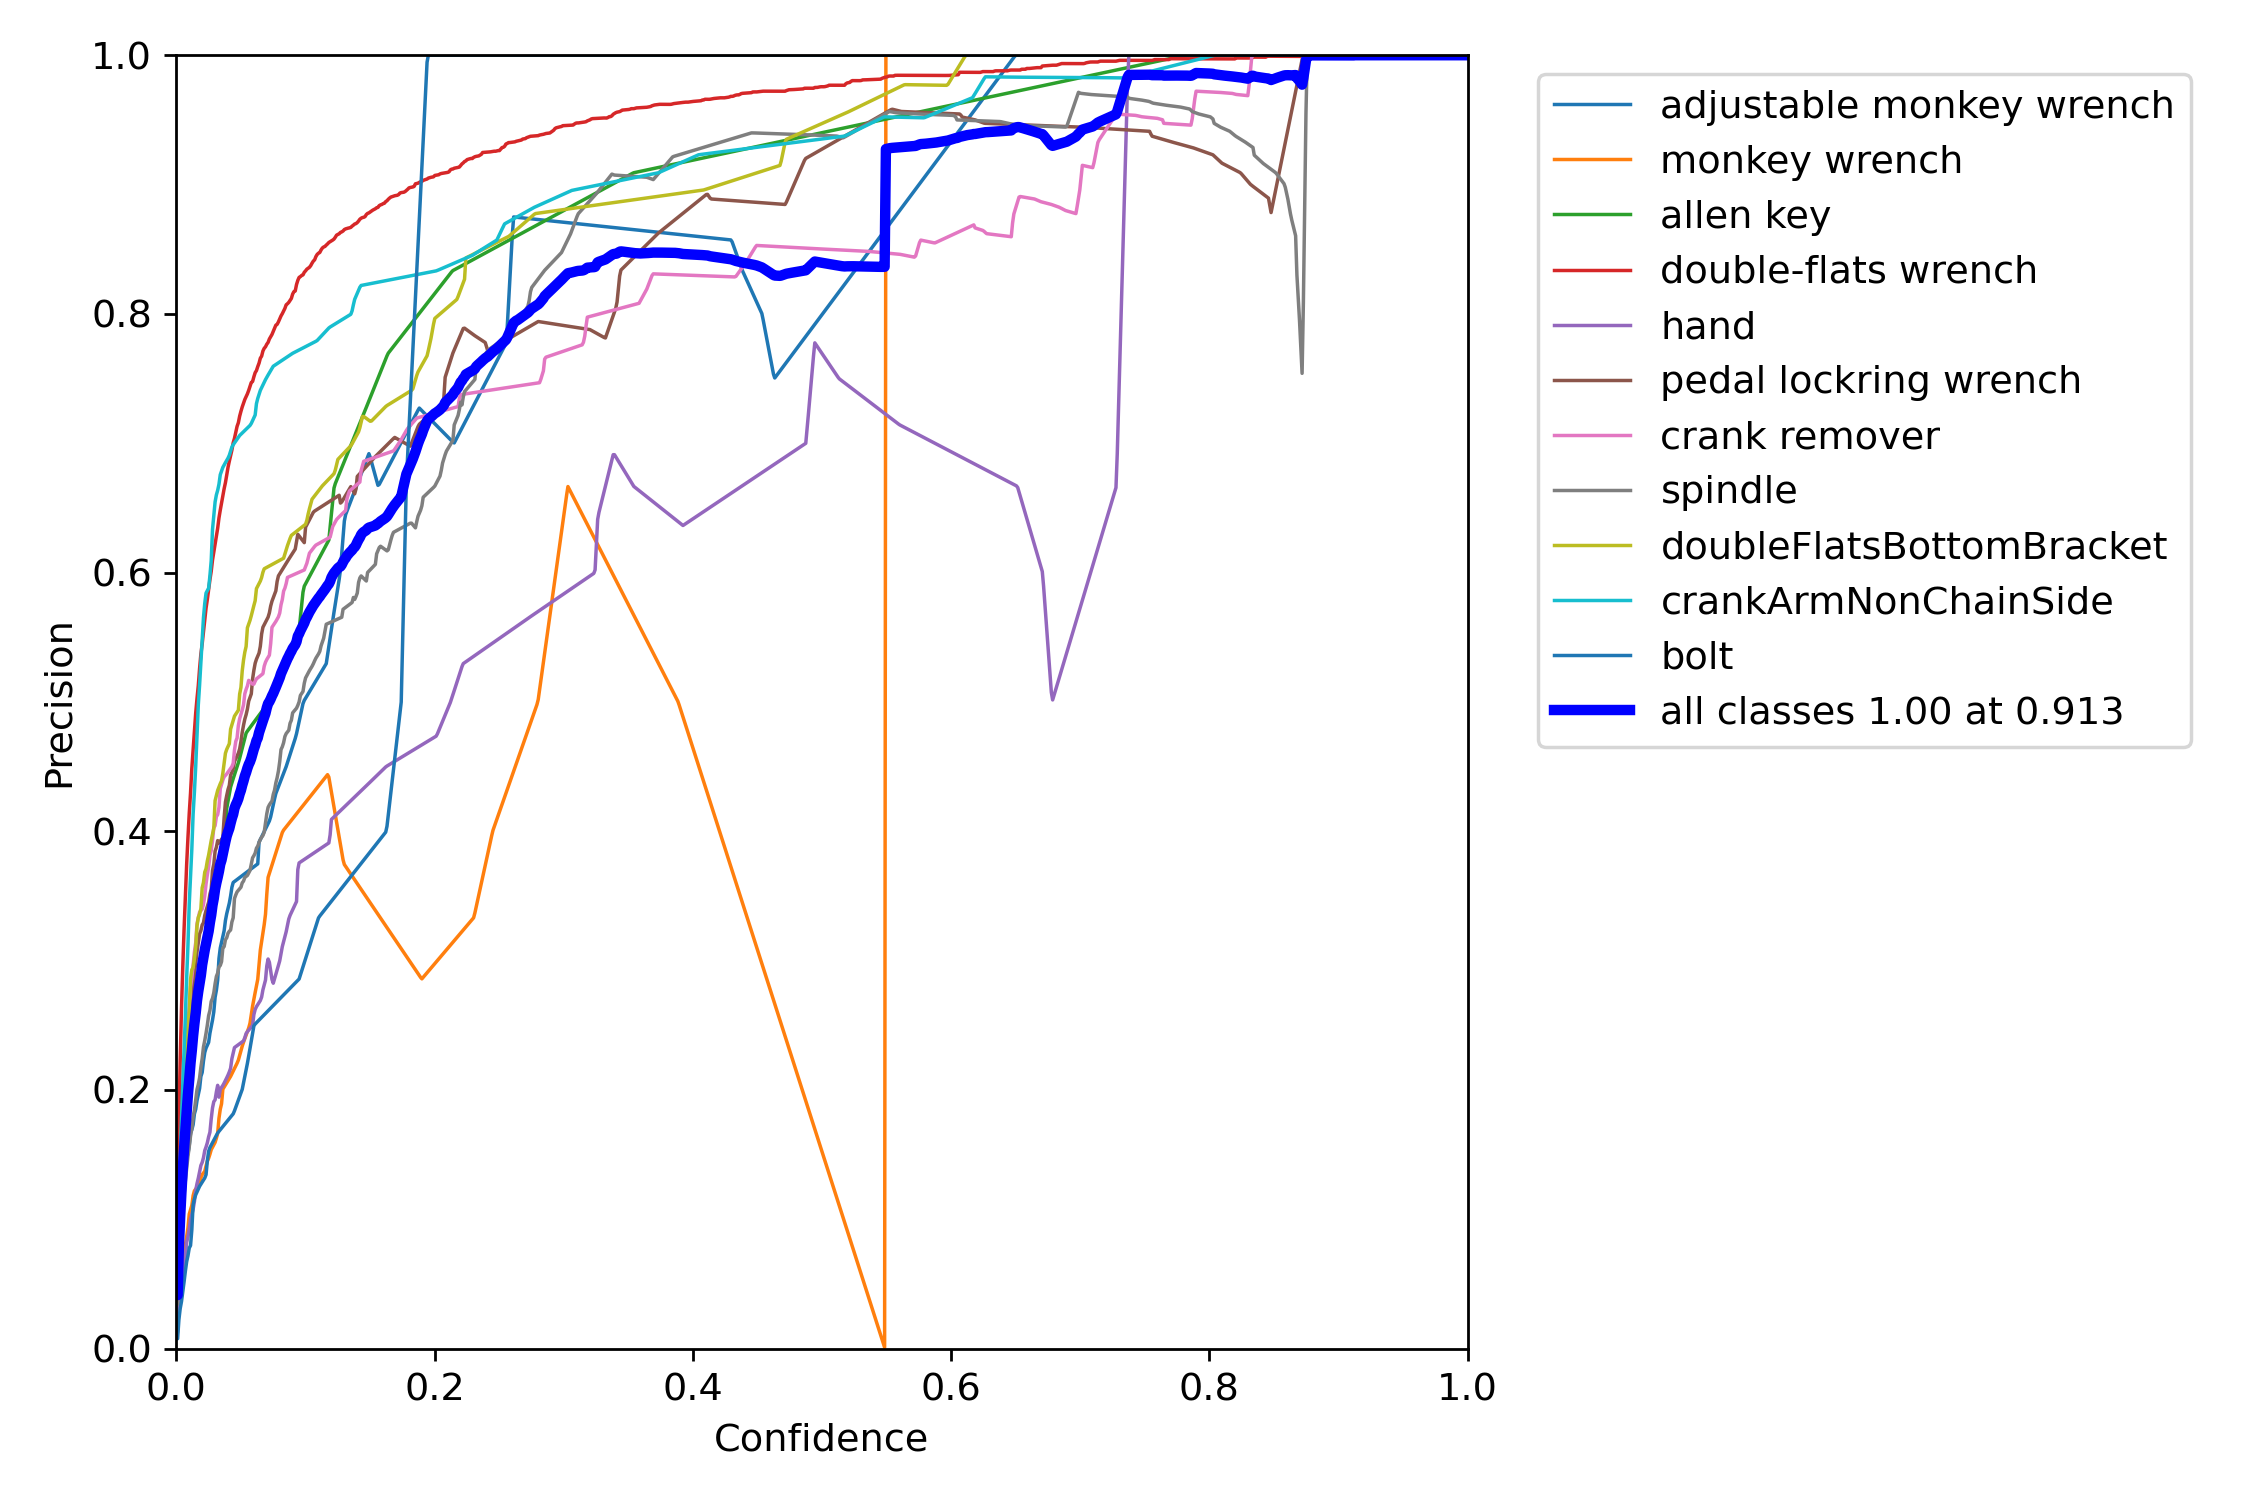 1.0
0.8
0.6
0.4
0.2
0.0
Precision
0.0 0.2 0.4 0.6 0.8 1.0
Confidence
adjustable monkey wrench
monkey wrench
allen key
double-flats wrench
hand
pedal lockring wrench
crank remover
spindle
doubleFlatsBottomBracket
crankArmNonChainSide
bolt
all classes 1.00 at 0.913